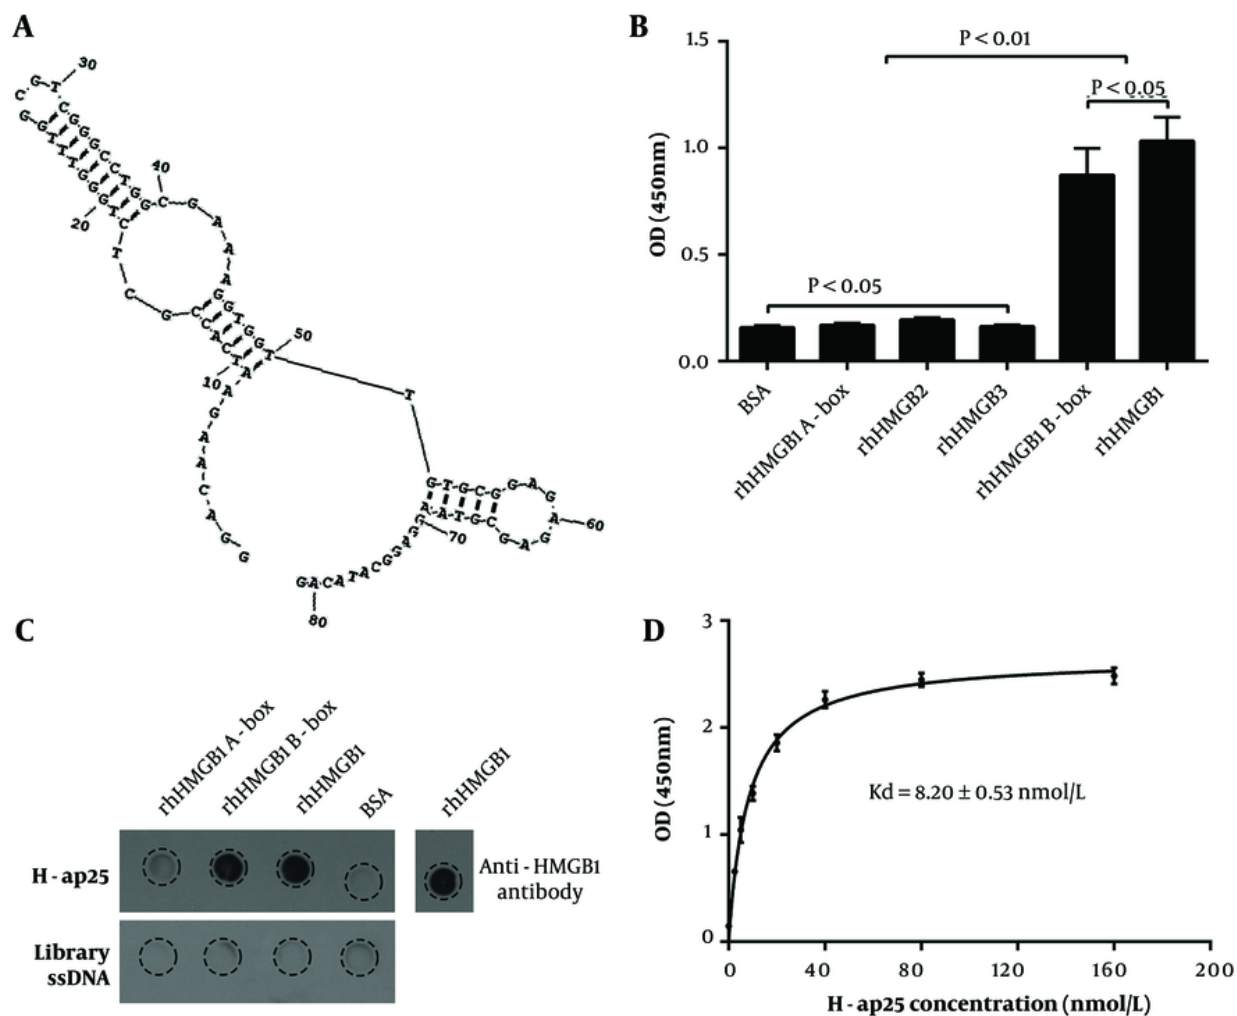 A
30
40
20
50
10
60
70
80
B
P < 0.01
P < 0.05
P < 0.05
OD (450nm)
1.5
1.0
0.5
0.0
BSA
rhHMGB1 A - box
rhHMGB2
rhHMGB3
rhHMGB1 B - box
rhHMGB1
C
rhHMGB1 A - box
rhHMGB1 B - box
rhHMGB1
BSA
rhHMGB1
H - ap25
Anti - HMGB1
antibody
Library
ssDNA
D
OD (450nm)
3
2
1
0
Kd = 8.20 ± 0.53 nmol/L
0 40 80 120 160 200
H - ap25 concentration (nmol/L)